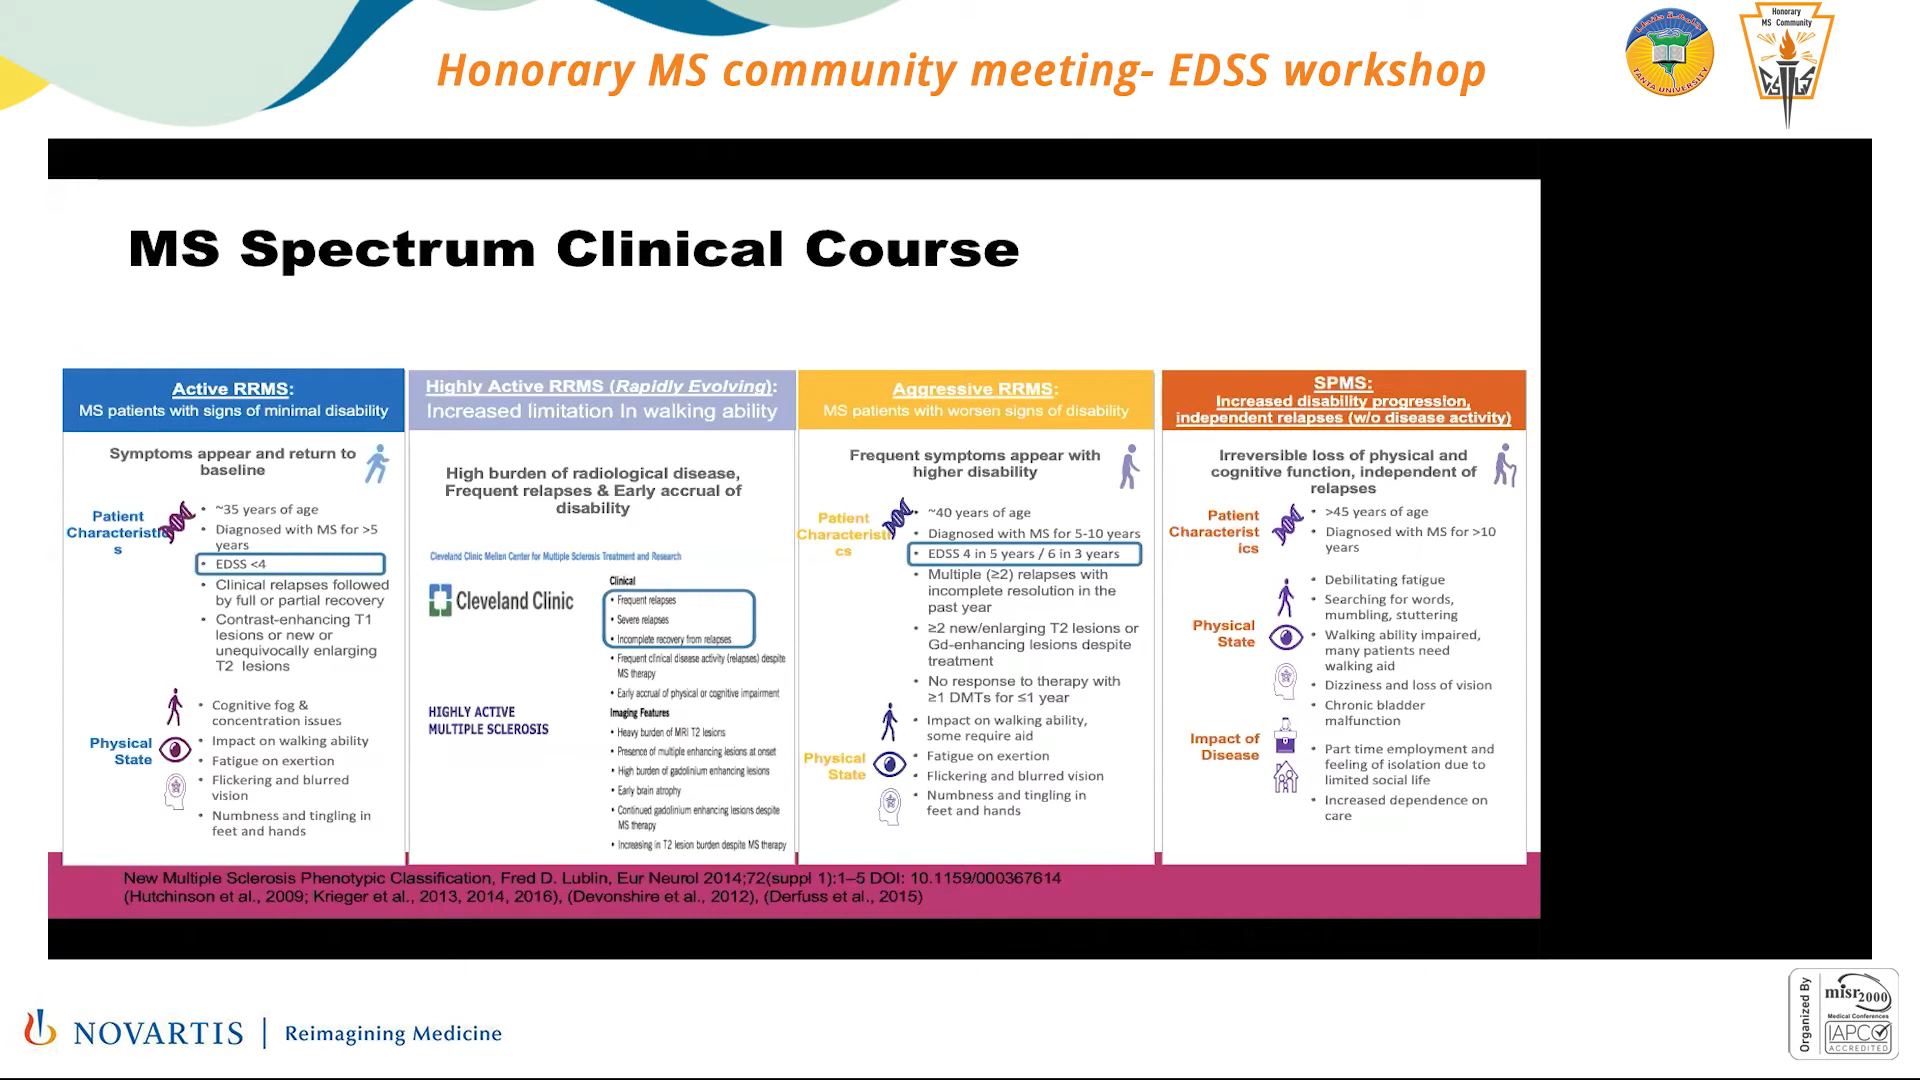 Honorary MS community meeting- EDSS workshop
TANTA UNIVERSITY
Honorary
MS Community
MS Spectrum Clinical Course
Active RRMS:
MS patients with signs of minimal disability
Symptoms appear and return to
baseline
Patient
Characteristic
s
• ~35 years of age
• Diagnosed with MS for >5
years
• EDSS <4
• Clinical relapses followed
by full or partial recovery
• Contrast-enhancing T1
lesions or new or
unequivocally enlarging
T2 lesions
Physical
State
• Cognitive fog &
concentration issues
• Impact on walking ability
• Fatigue on exertion
• Flickering and blurred
vision
• Numbness and tingling in
feet and hands
Highly Active RRMS (Rapidly Evolving):
Increased limitation In walking ability
High burden of radiological disease,
Frequent relapses & Early accrual of
disability
Cleveland Clinic Mellen Center for Multiple Sclerosis Treatment and Research
Cleveland Clinic
HIGHLY ACTIVE
MULTIPLE SCLEROSIS
Clinical
• Frequent relapses
• Severe relapses
• Incomplete recovery from relapses
• Frequent clinical disease activity (relapses) despite
MS therapy
• Early accrual of physical or cognitive impairment
Imaging Features
• Heavy burden of MRI T2 lesions
• Presence of multiple enhancing lesions at onset
• High burden of gadolinium enhancing lesions
• Early brain atrophy
• Continued gadolinium enhancing lesions despite
MS therapy
• Increasing in T2 lesion burden despite MS therapy
Aggressive RRMS:
MS patients with worsen signs of disability
Frequent symptoms appear with
higher disability
Patient
Characteristi
cs
• ~40 years of age
• Diagnosed with MS for 5-10 years
• EDSS 4 in 5 years / 6 in 3 years
• Multiple (≥2) relapses with
incomplete resolution in the
past year
• ≥2 new/enlarging T2 lesions or
Gd-enhancing lesions despite
treatment
• No response to therapy with
≥1 DMTs for ≤1 year
Physical
State
• Impact on walking ability,
some require aid
• Fatigue on exertion
• Flickering and blurred vision
• Numbness and tingling in
feet and hands
SPMS:
Increased disability progression,
independent relapses (w/o disease activity)
Irreversible loss of physical and
cognitive function, independent of
relapses
Patient
Characterist
ics
• >45 years of age
• Diagnosed with MS for >10
years
Physical
State
• Debilitating fatigue
• Searching for words,
mumbling, stuttering
• Walking ability impaired,
many patients need
walking aid
• Dizziness and loss of vision
• Chronic bladder
malfunction
Impact of
Disease
• Part time employment and
feeling of isolation due to
limited social life
• Increased dependence on
care
New Multiple Sclerosis Phenotypic Classification, Fred D. Lublin, Eur Neurol 2014;72(suppl 1):1–5 DOI: 10.1159/000367614
(Hutchinson et al., 2009; Krieger et al., 2013, 2014, 2016), (Devonshire et al., 2012), (Derfuss et al., 2015)
NOVARTIS | Reimagining Medicine
Organized By
misr2000
Medical Conferences
IAPCO
ACCREDITED